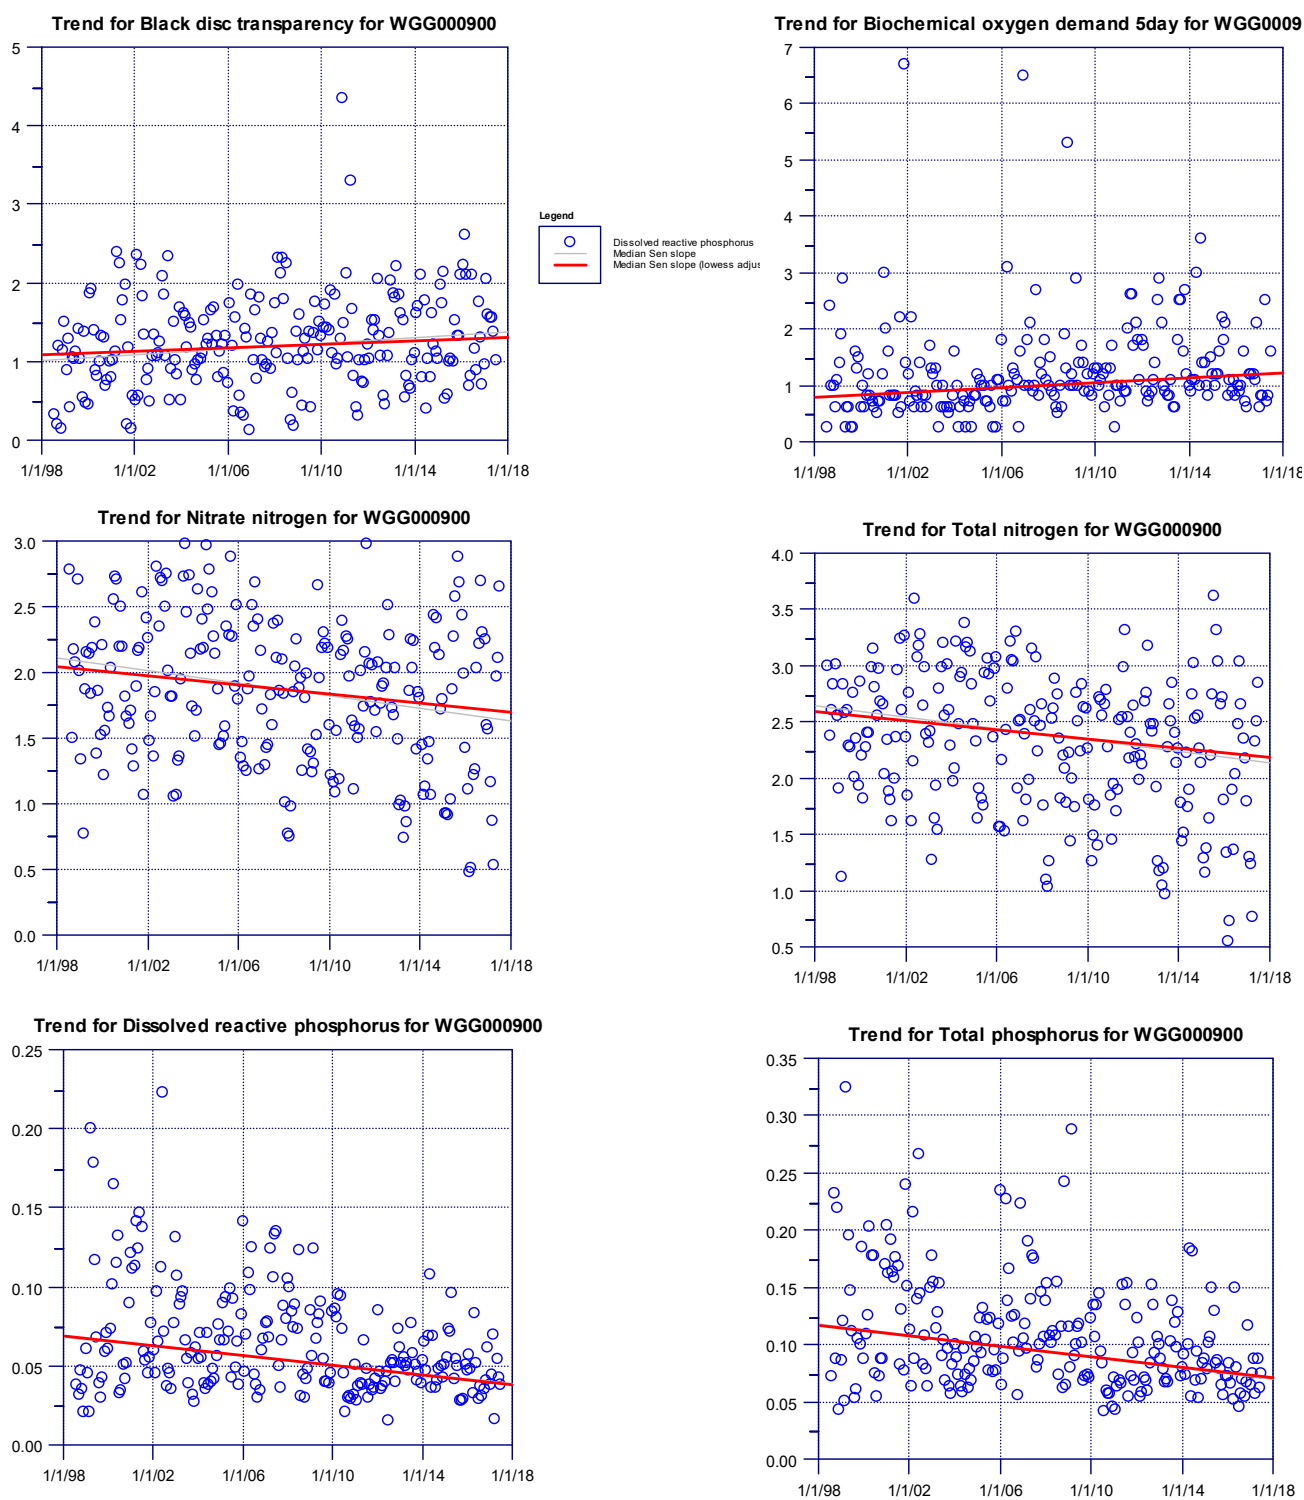 Trend for Black disc transparency for WGG000900
5
4
3
2
1
0
1/1/98 1/1/02 1/1/06 1/1/10 1/1/14 1/1/18
Legend
Dissolved reactive phosphorus
Median Sen slope
Median Sen slope (lowess adjus
Trend for Biochemical oxygen demand 5day for WGG0009
7
6
5
4
3
2
1
0
1/1/98 1/1/02 1/1/06 1/1/10 1/1/14 1/1/18
Trend for Nitrate nitrogen for WGG000900
3.0
2.5
2.0
1.5
1.0
0.5
0.0
1/1/98 1/1/02 1/1/06 1/1/10 1/1/14 1/1/18
Trend for Total nitrogen for WGG000900
4.0
3.5
3.0
2.5
2.0
1.5
1.0
0.5
1/1/98 1/1/02 1/1/06 1/1/10 1/1/14 1/1/18
Trend for Dissolved reactive phosphorus for WGG000900
0.25
0.20
0.15
0.10
0.05
0.00
1/1/98 1/1/02 1/1/06 1/1/10 1/1/14 1/1/18
Trend for Total phosphorus for WGG000900
0.35
0.30
0.25
0.20
0.15
0.10
0.05
0.00
1/1/98 1/1/02 1/1/06 1/1/10 1/1/14 1/1/18